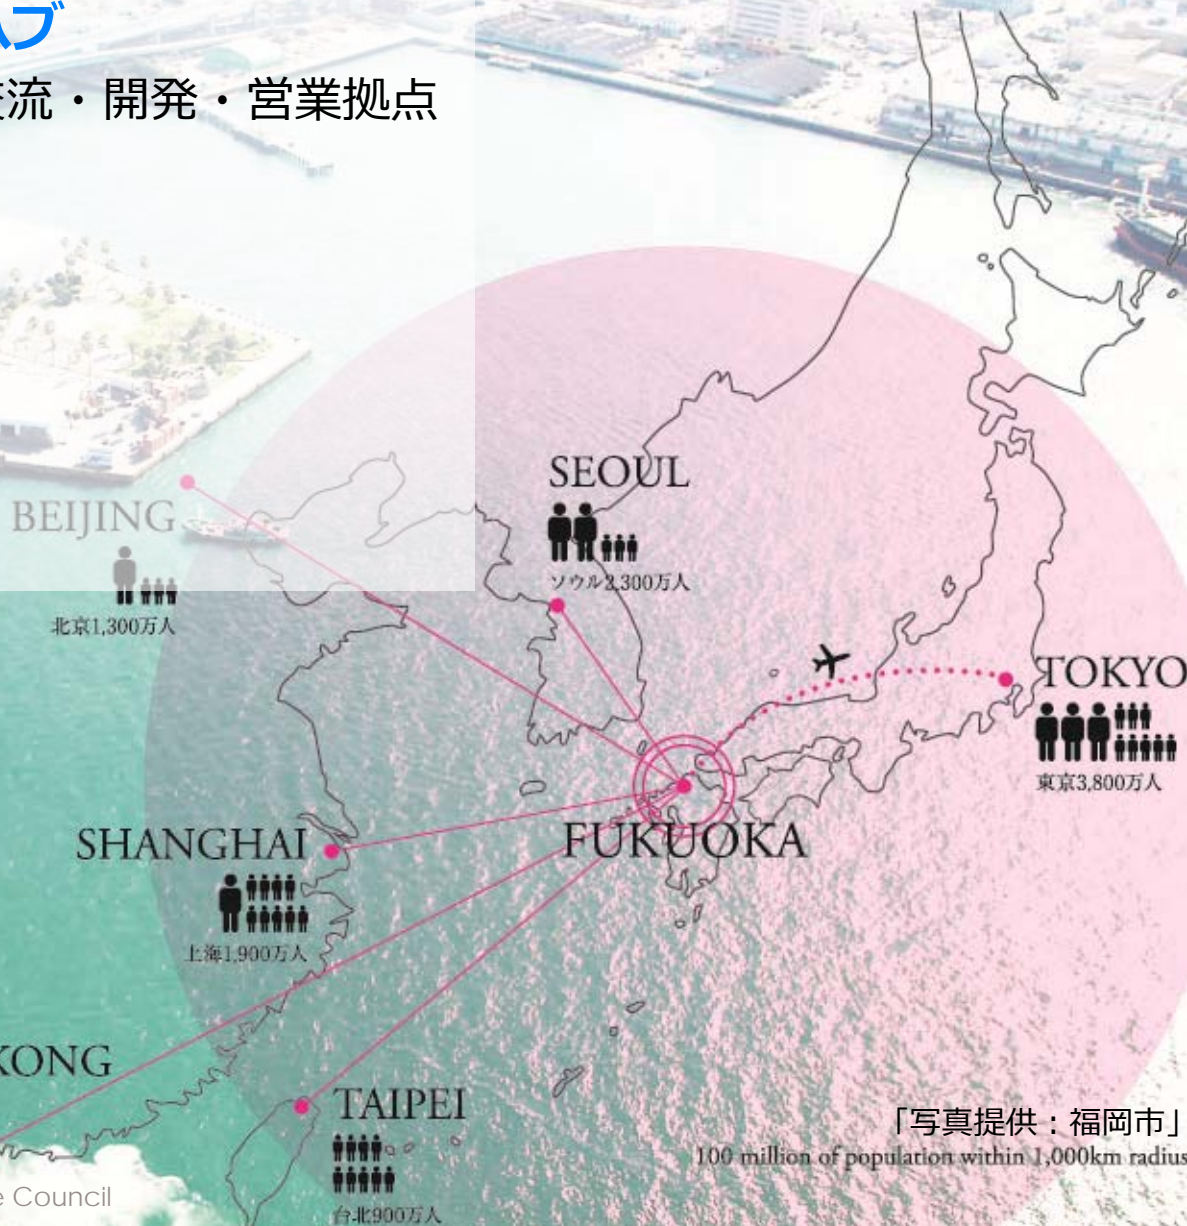 ハブ
流・開発・営業拠点
SEOUL
ソウル2,300万人
BEIJING
北京1,300万人
TOKYO
東京3,800万人
SHANGHAI
上海1,900万人
FUKUOKA
KONG
TAIPEI
台北900万人
「写真提供：福岡市」
100 million of population within 1,000km radius
Council